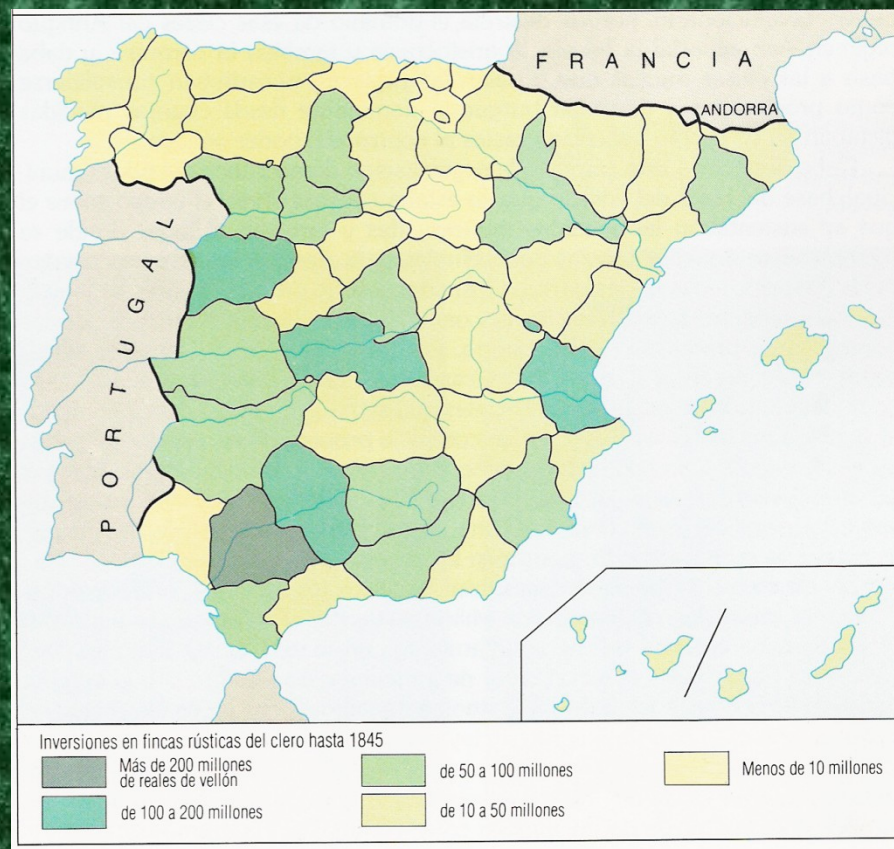 FRANCIA
ANDORRA
PORTUGAL
Inversiones en fincas rústicas del clero hasta 1845
Más de 200 millones
de reales de vellón
de 100 a 200 millones
de 50 a 100 millones
de 10 a 50 millones
Menos de 10 millones